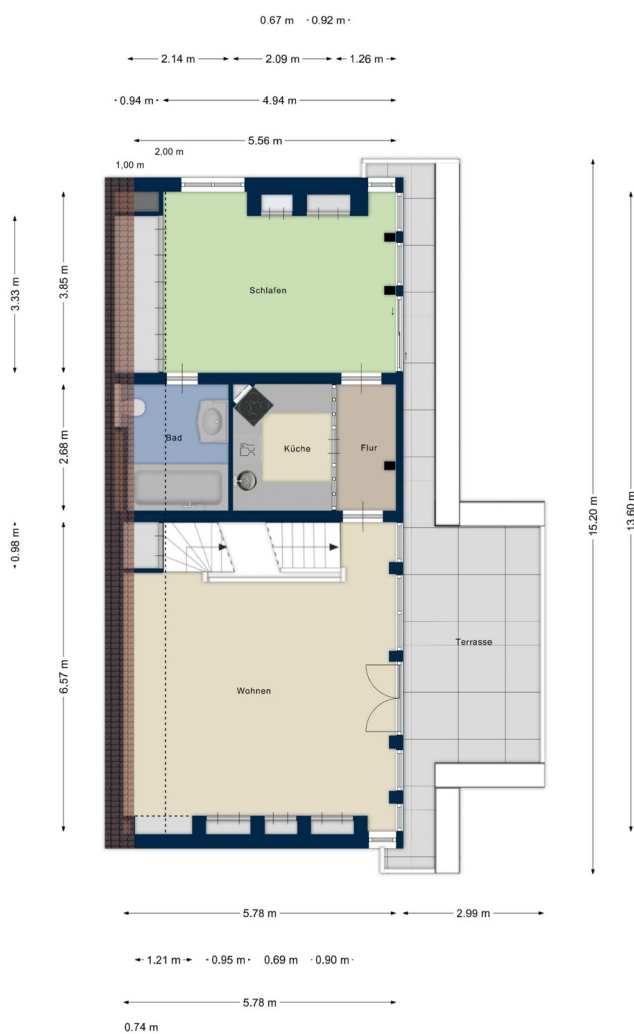 0.67 m 0.92 m
2.14 m 2.09 m 1.26 m
0.94 m 4.94 m
5.56 m
2,00 m
1,00 m
3.33 m
3.85 m
Schlafen
2.68 m
Bad
Küche
Flur
0.98 m
15.20 m
13.60 m
6.57 m
Terrasse
Wohnen
5.78 m 2.99 m
1.21 m 0.95 m 0.69 m 0.90 m
5.78 m
0.74 m